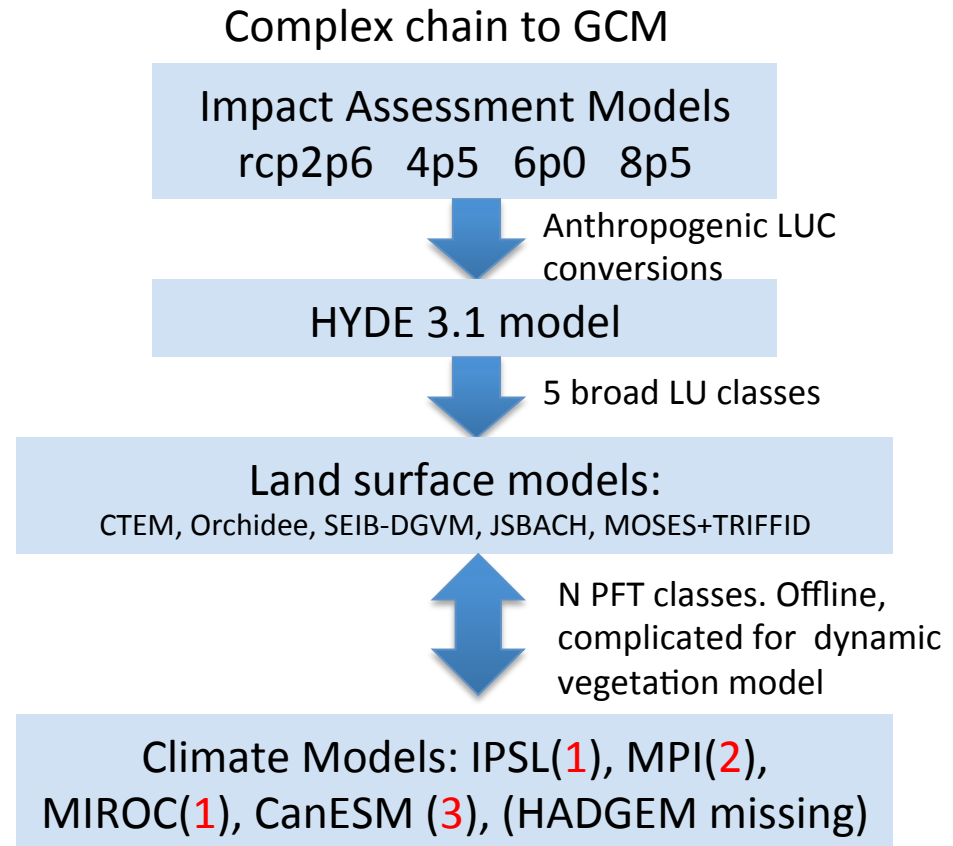 Complex chain to GCM
Impact Assessment Models
rcp2p6 4p5 6p0 8p5
Anthropogenic LUC
conversions
HYDE 3.1 model
5 broad LU classes
Land surface models:
CTEM, Orchidee, SEIB-DGVM, JSBACH, MOSES+TRIFFID
N PFT classes. Offline,
complicated for dynamic
vegetation model
Climate Models: IPSL(1), MPI(2),
MIROC(1), CanESM (3), (HADGEM missing)